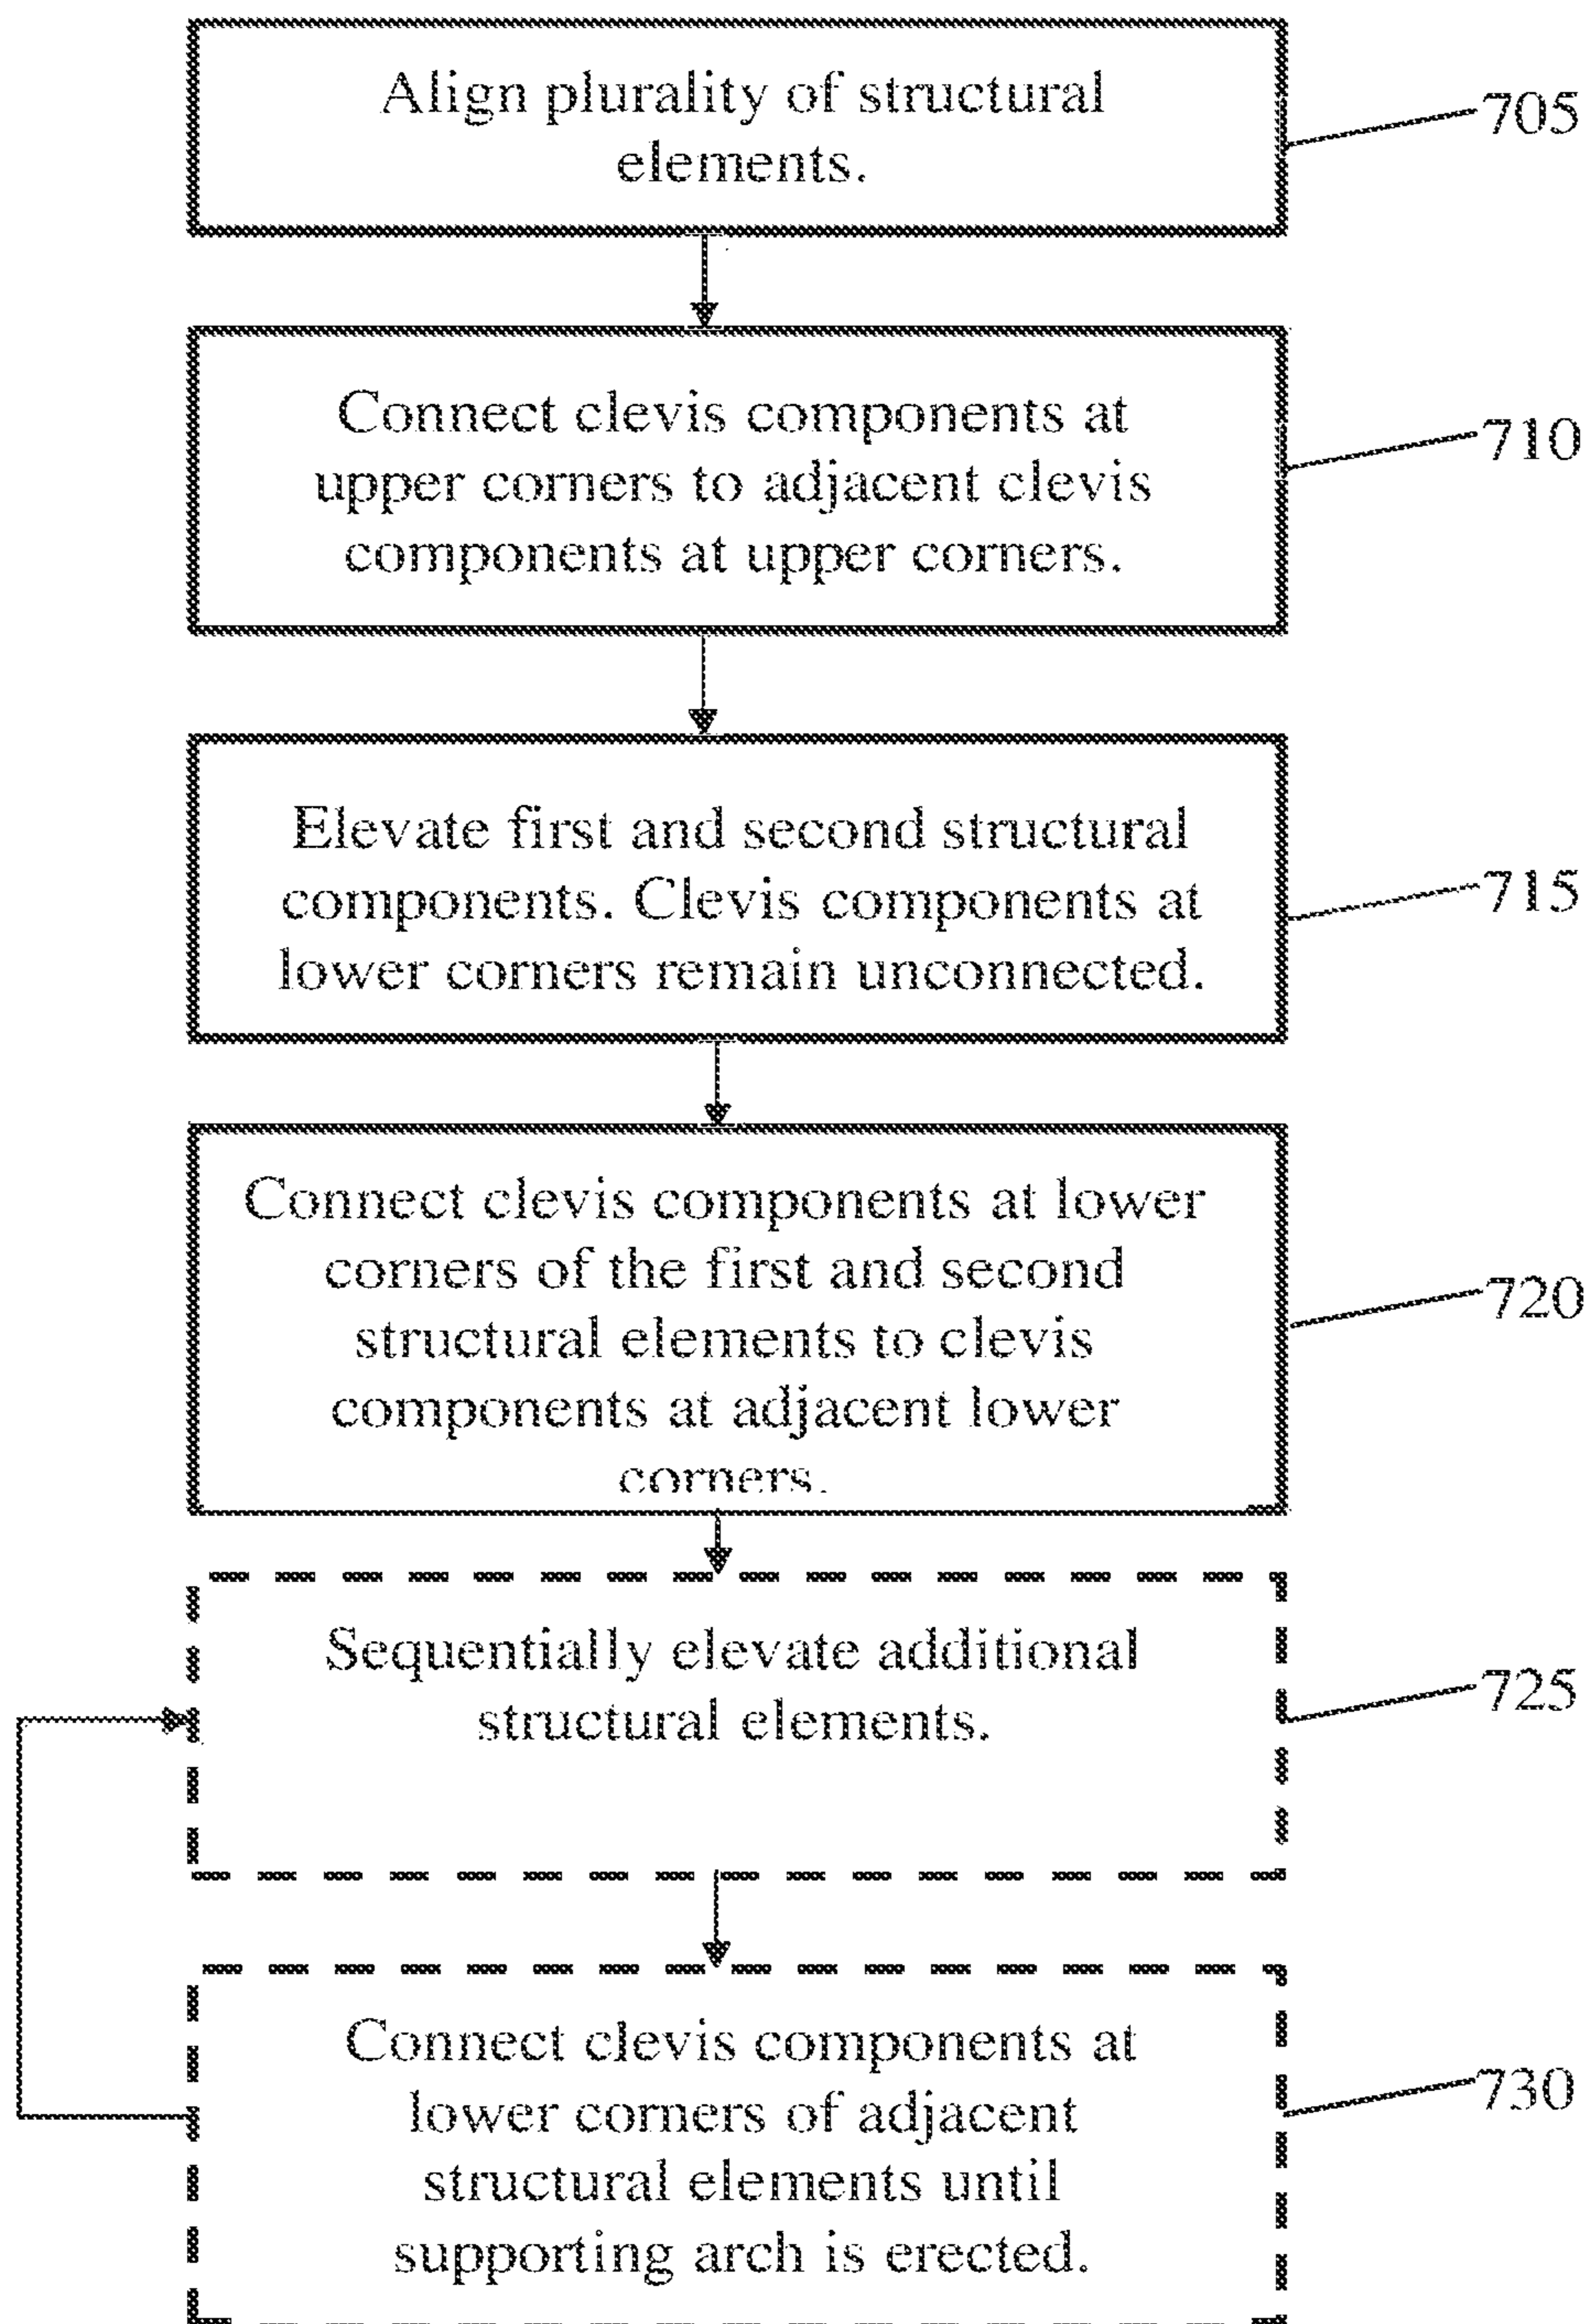 Align plurality of structural
elements.
705
Connect clevis components at
upper corners to adjacent clevis
components at upper corners.
710
Elevate first and second structural
components. Clevis components at
lower corners remain unconnected.
715
Connect clevis components at lower
corners of the first and second
structural elements to clevis
components at adjacent lower
corners.
720
Sequentially elevate additional
structural elements.
725
Connect clevis components at
lower corners of adjacent
structural elements until
supporting arch is erected.
730